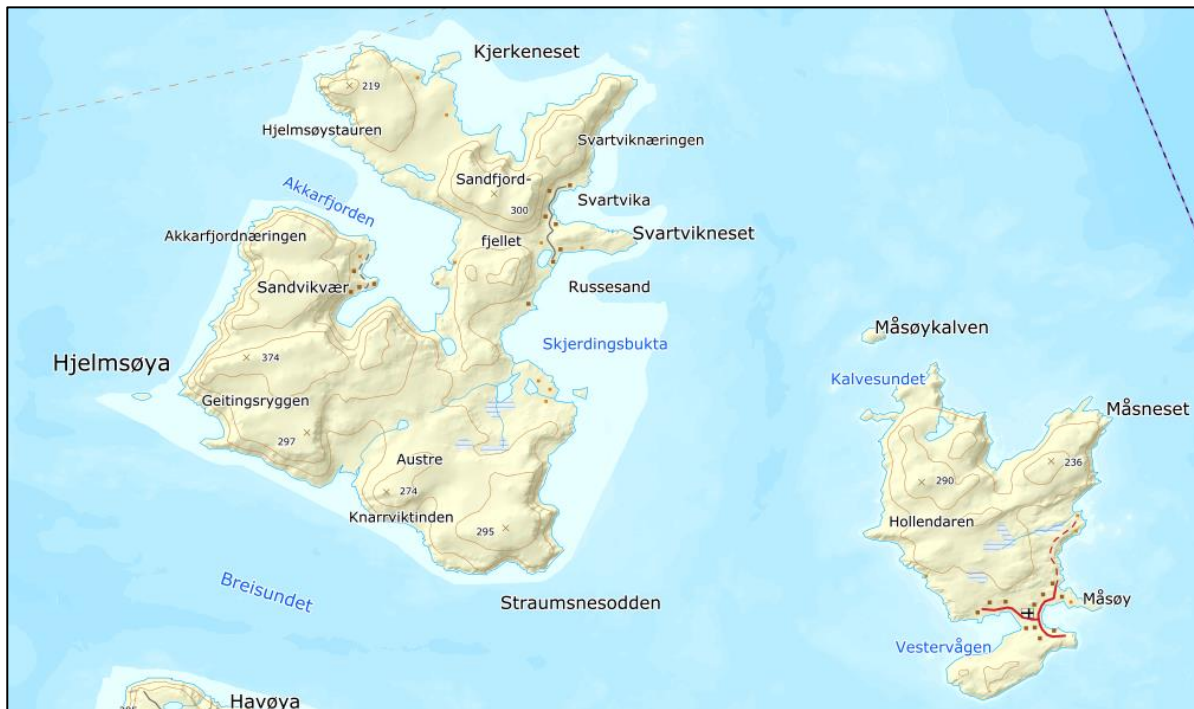 Kjerkeneset
219
Hjelmsøystauren
Svartviknæringen
Sandfjord-
300
fjellet
Svartvika
Svartvikneset
Akkarfjorden
Akkarfjordnæringen
Sandvikvær
Russesand
Skjerdingsbukta
Hjelmsøya
374
Geitingsryggen
297
Austre
274
Knarrviktinden
295
Måsøykalven
Kalvesundet
Måsneset
236
290
Hollendaren
Breisundet
Straumsnesodden
Måsøy
Vestervågen
Havøya